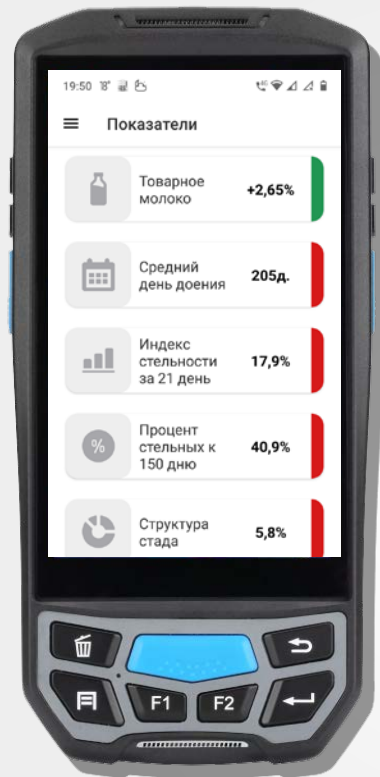 19:50 18°
Показатели
Товарное
молоко
+2,65%
Средний
день доения
205д.
Индекс
стельности
за 21 день
17,9%
%
Процент
стельных к
150 дню
40,9%
Структура
стада
5,8%
F1
F2